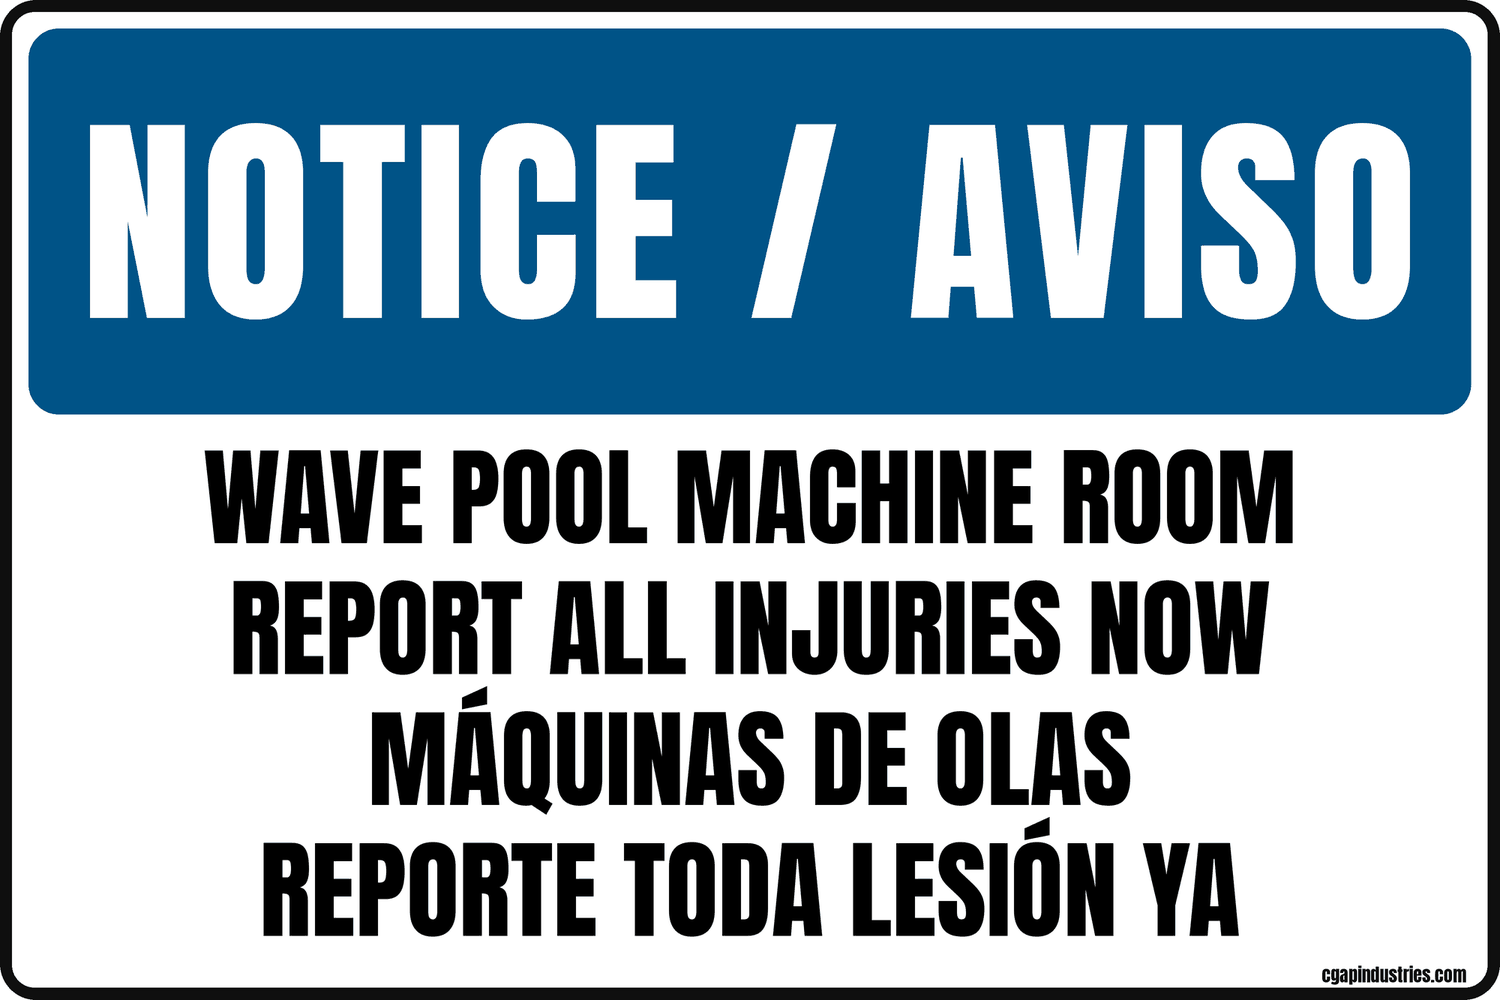 NOTICE / AVISO
WAVE POOL MACHINE ROOM
REPORT ALL INJURIES NOW
MÁQUINAS DE OLAS
REPORTE TODA LESIÓN YA
cgapindustries.com